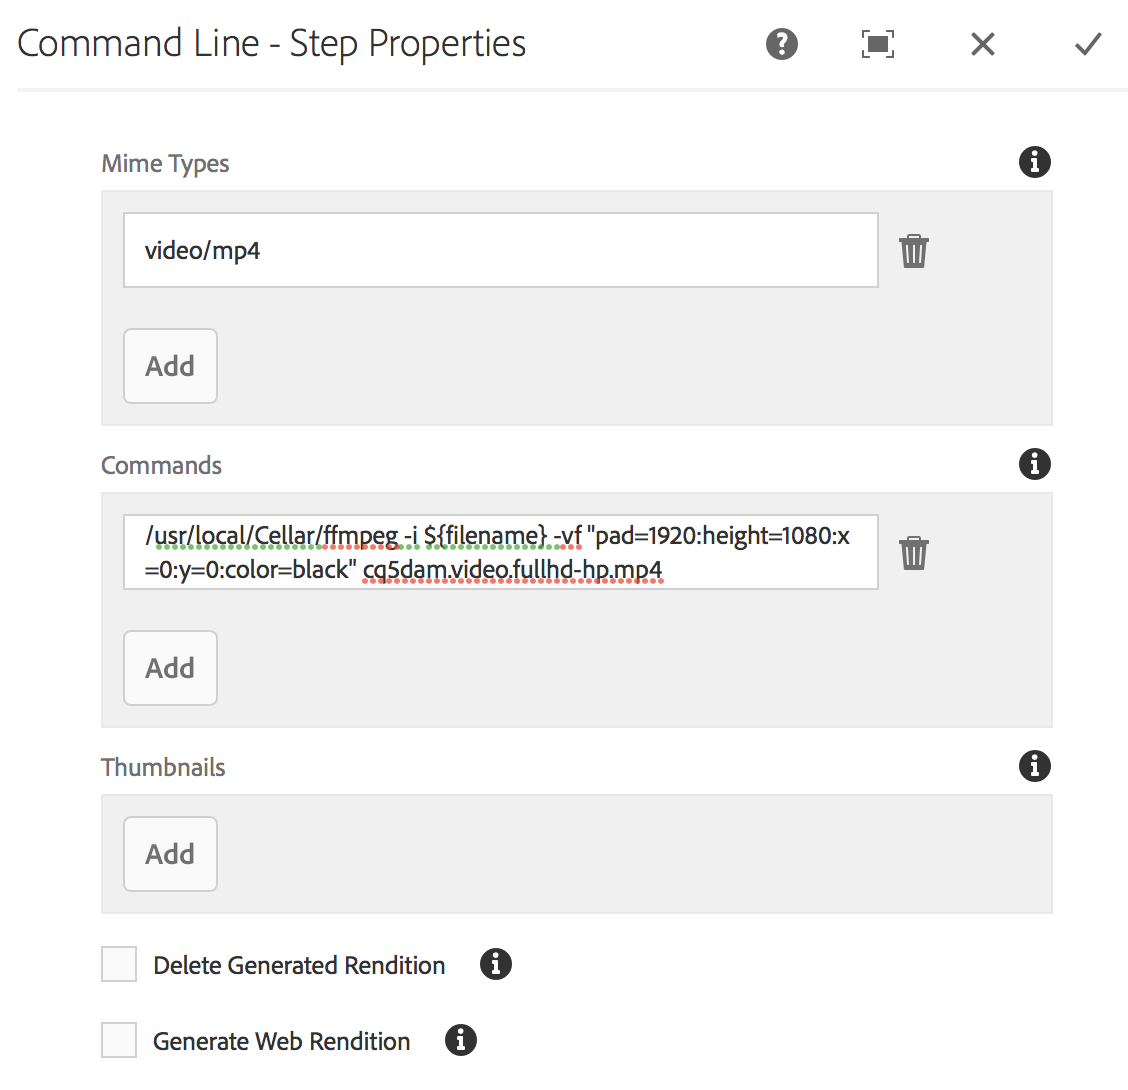 Command Line - Step Properties
Mime Types
video/mp4
Add
Commands
/usr/local/Cellar/ffmpeg -i ${filename} -vf "pad=1920:height=1080:x
=0:y=0:color=black" cq5dam.video.fullhd-hp.mp4
Add
Thumbnails
Add
Delete Generated Rendition
Generate Web Rendition